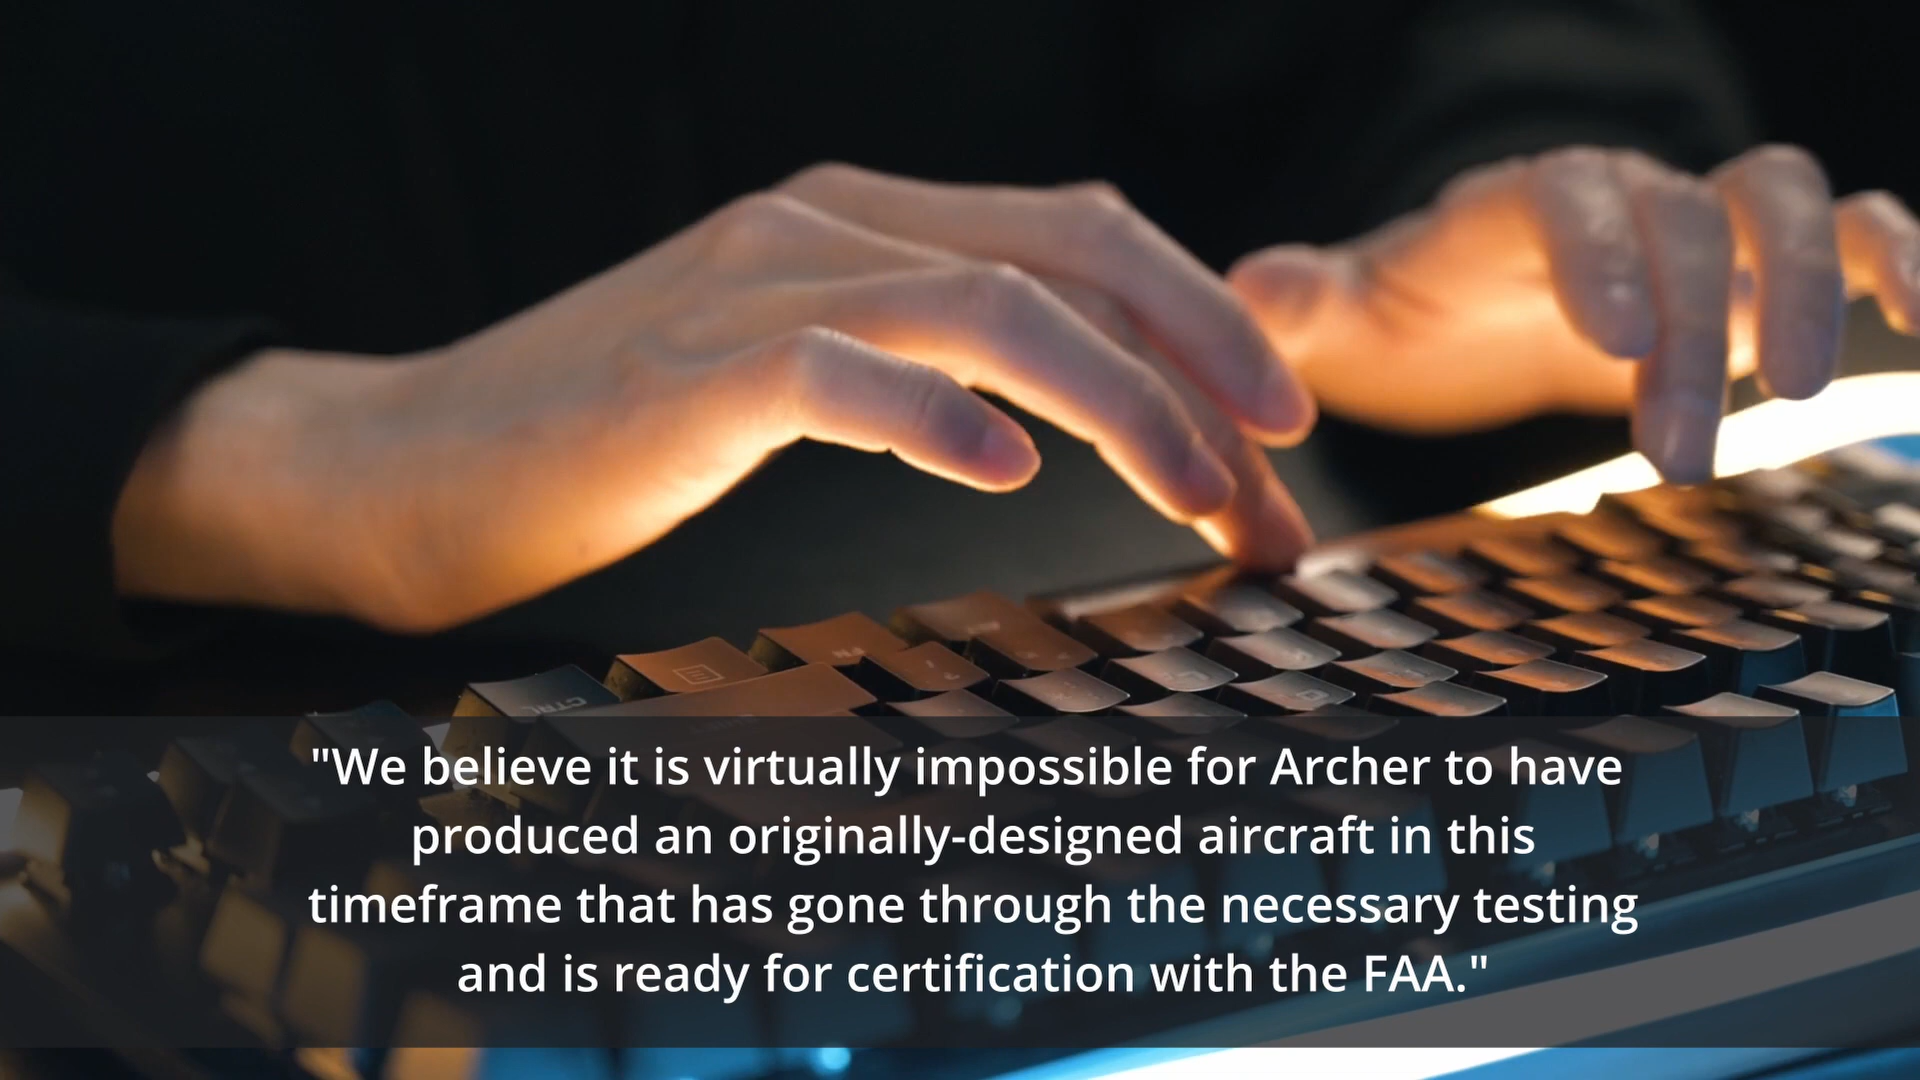 "We believe it is virtually impossible for Archer to have
produced an originally-designed aircraft in this
timeframe that has gone through the necessary testing
and is ready for certification with the FAA."
CTRL